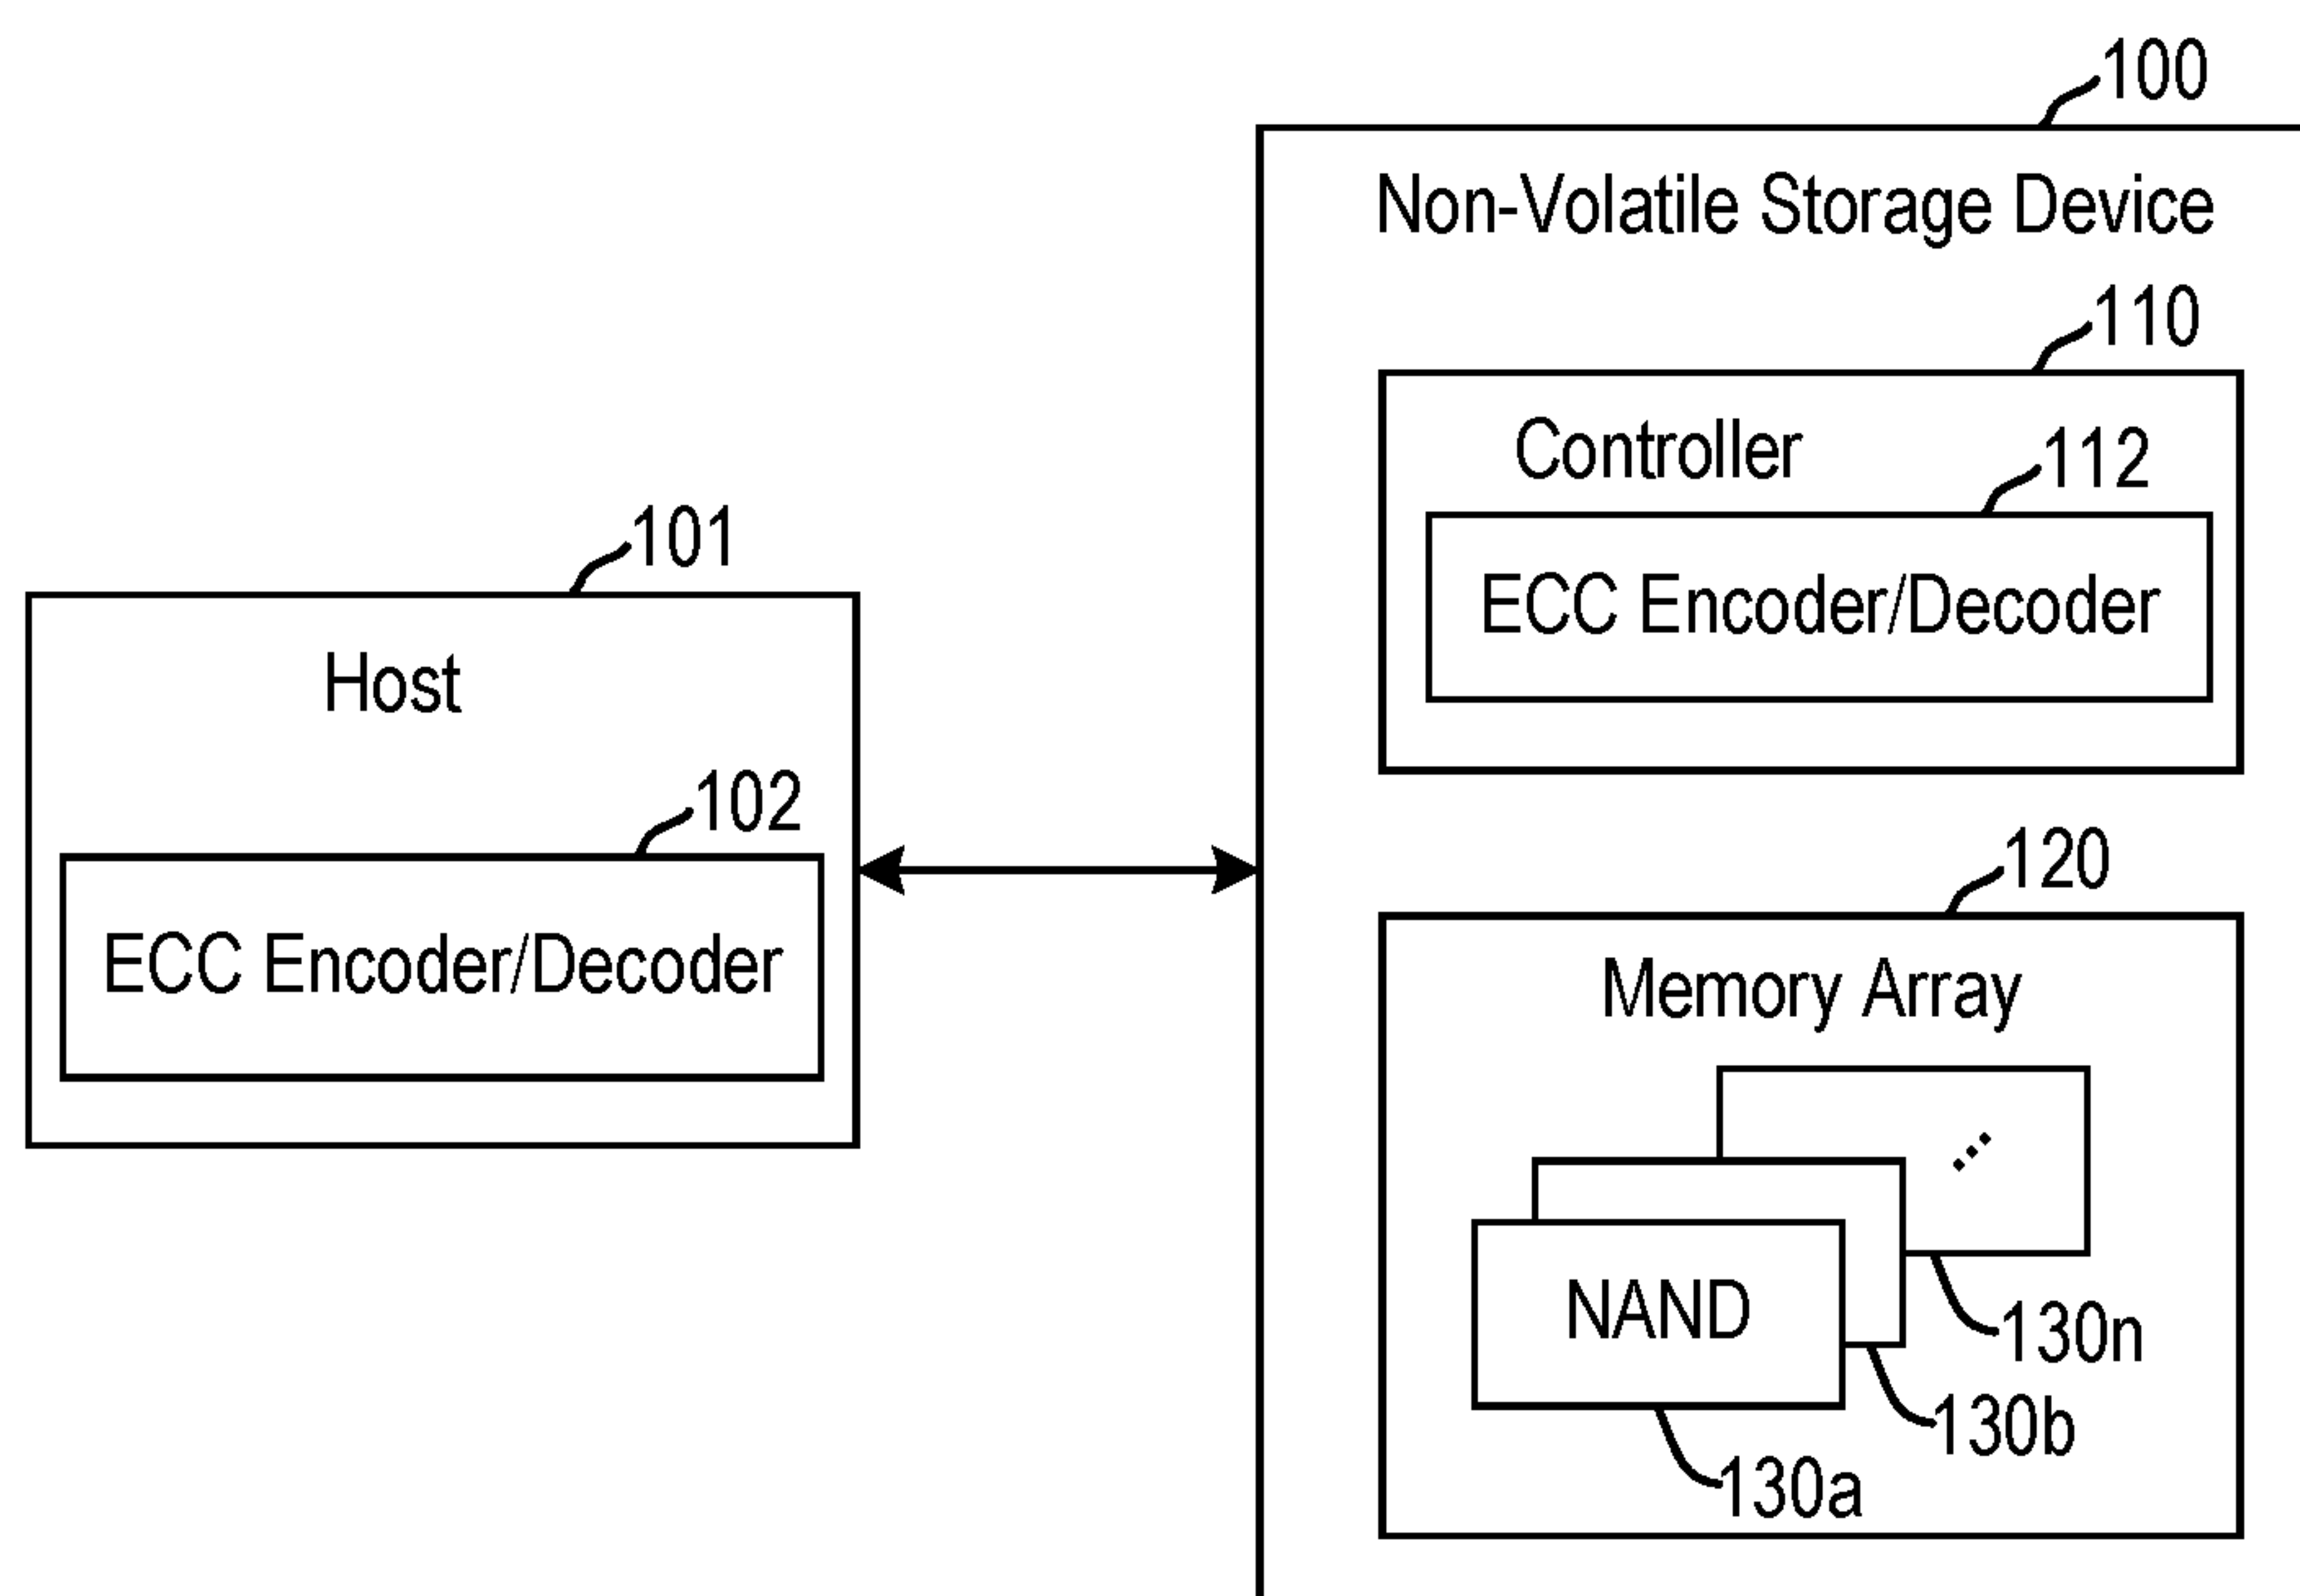 100
Non-Volatile Storage Device
110
Controller
112
ECC Encoder/Decoder
101
Host
102
ECC Encoder/Decoder
120
Memory Array
...
NAND
130n
130b
130a